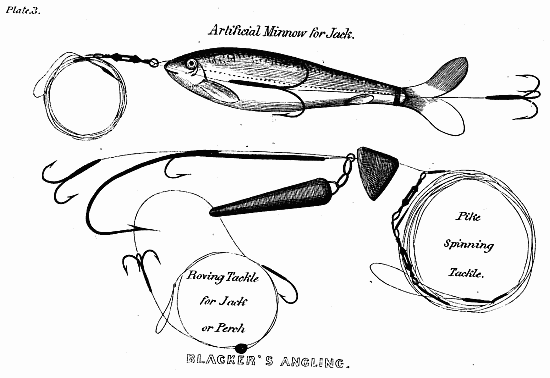 Plate.3.
Artificial Minnow for Jack.
Pike
Spinning
Tackle.
Roving Tackle
for Jack
or Perch
BLACKER'S ANGLING.